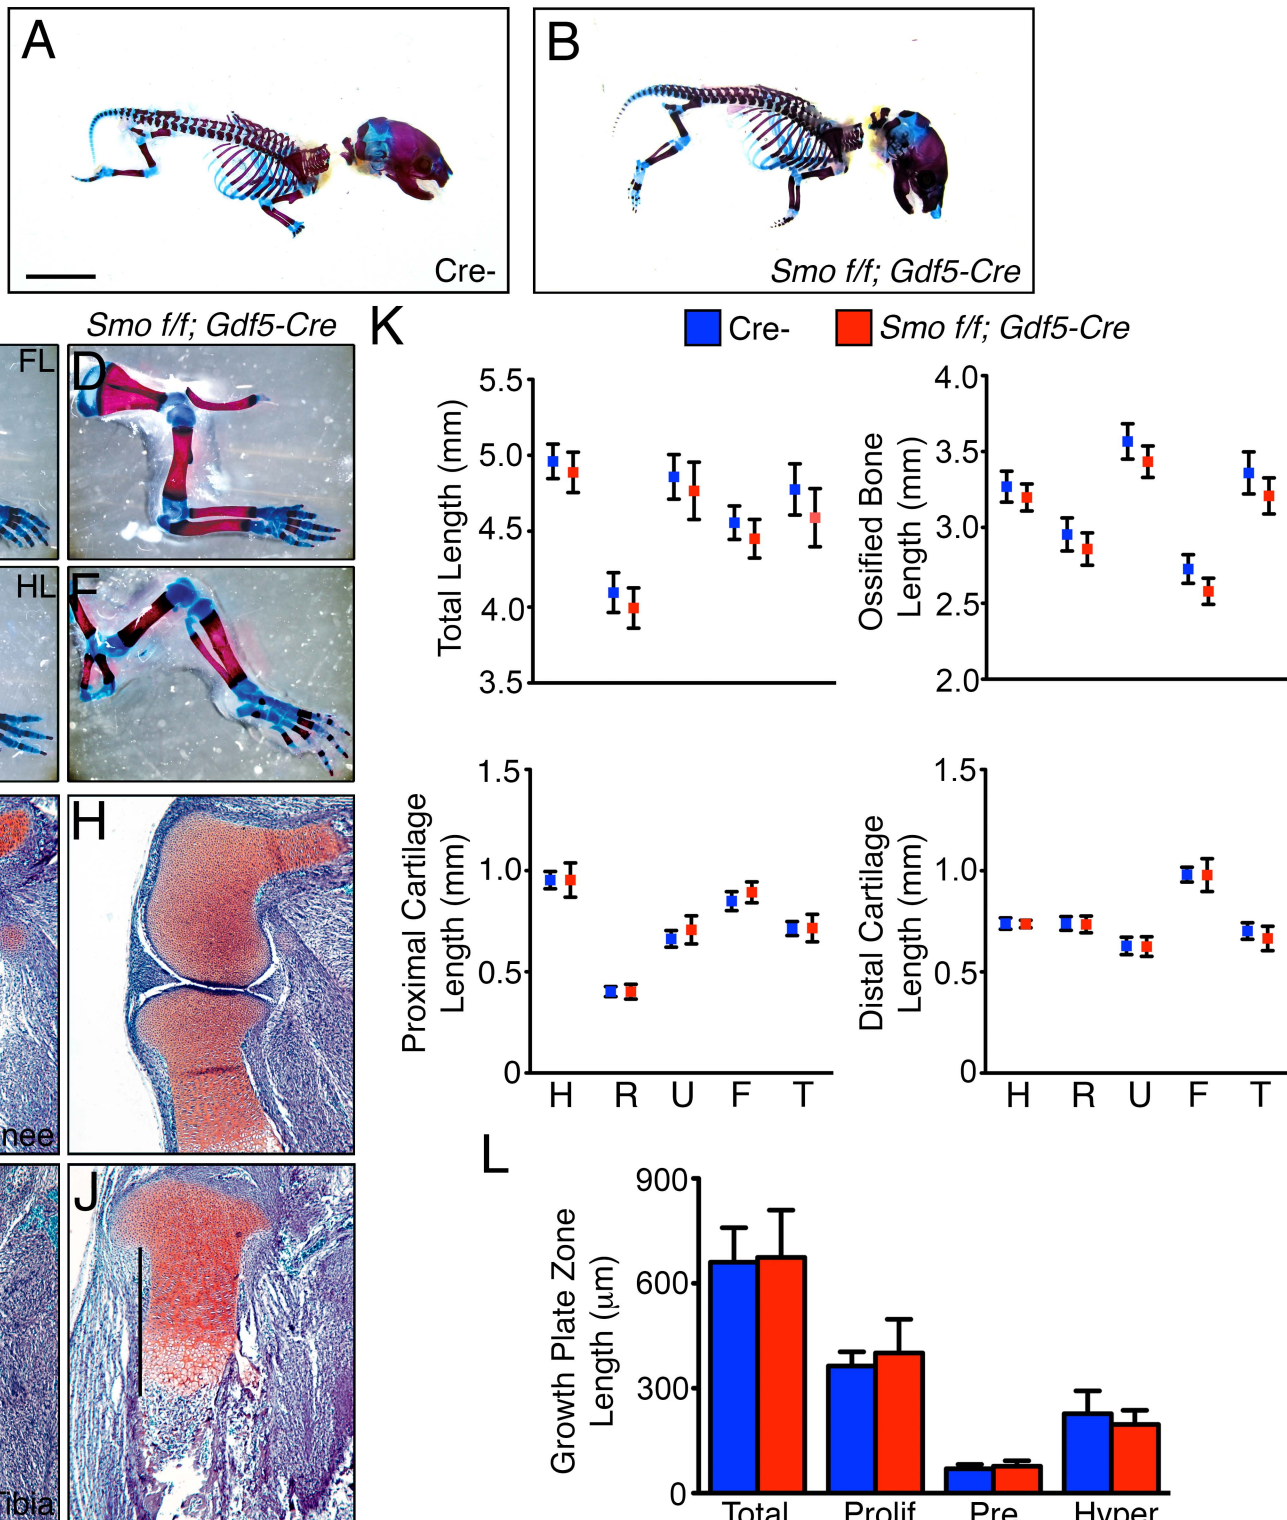 A
Cre-
B
Smo f/f; Gdf5-Cre
Smo f/f; Gdf5-Cre
FL
D
HL
H
nee
J
K
Cre-
Smo f/f; Gdf5-Cre
Total Length (mm)
5.5
5.0
4.5
4.0
3.5
Ossified Bone
Length (mm)
4.0
3.5
3.0
2.5
2.0
Proximal Cartilage
Length (mm)
1.5
1.0
0.5
0
H R U F T
Distal Cartilage
Length (mm)
1.5
1.0
0.5
0
H R U F T
L
Growth Plate Zone
Length (μm)
900
600
300
0
Total Prolif Pre Hyper